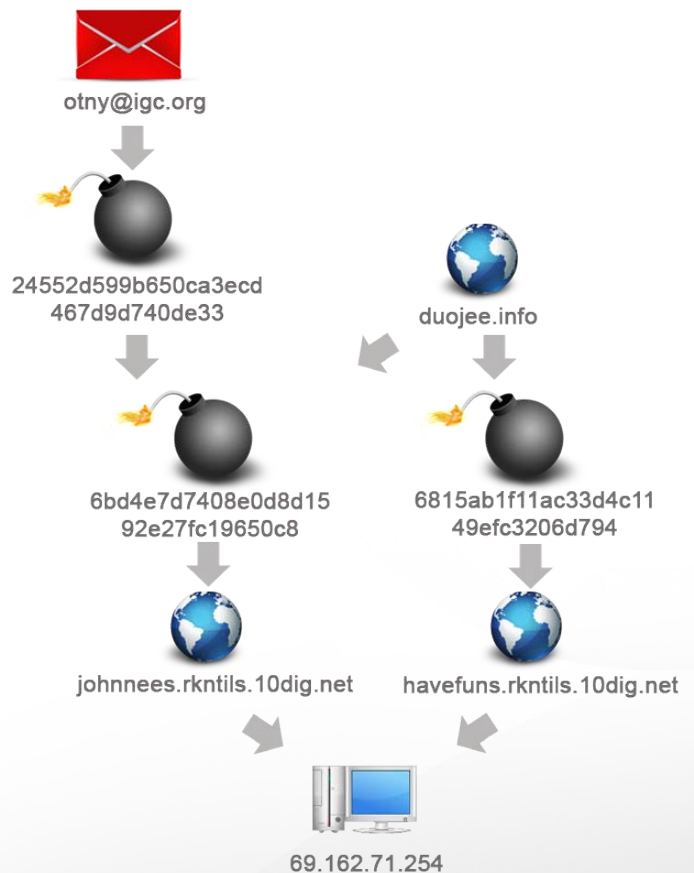 otny@igc.org
24552d599b650ca3ecd
467d9d740de33
duojee.info
6bd4e7d7408e0d8d15
92e27fc19650c8
6815ab1f11ac33d4c11
49efc3206d794
johnnees.rkntils.10dig.net
havefuns.rkntils.10dig.net
69.162.71.254